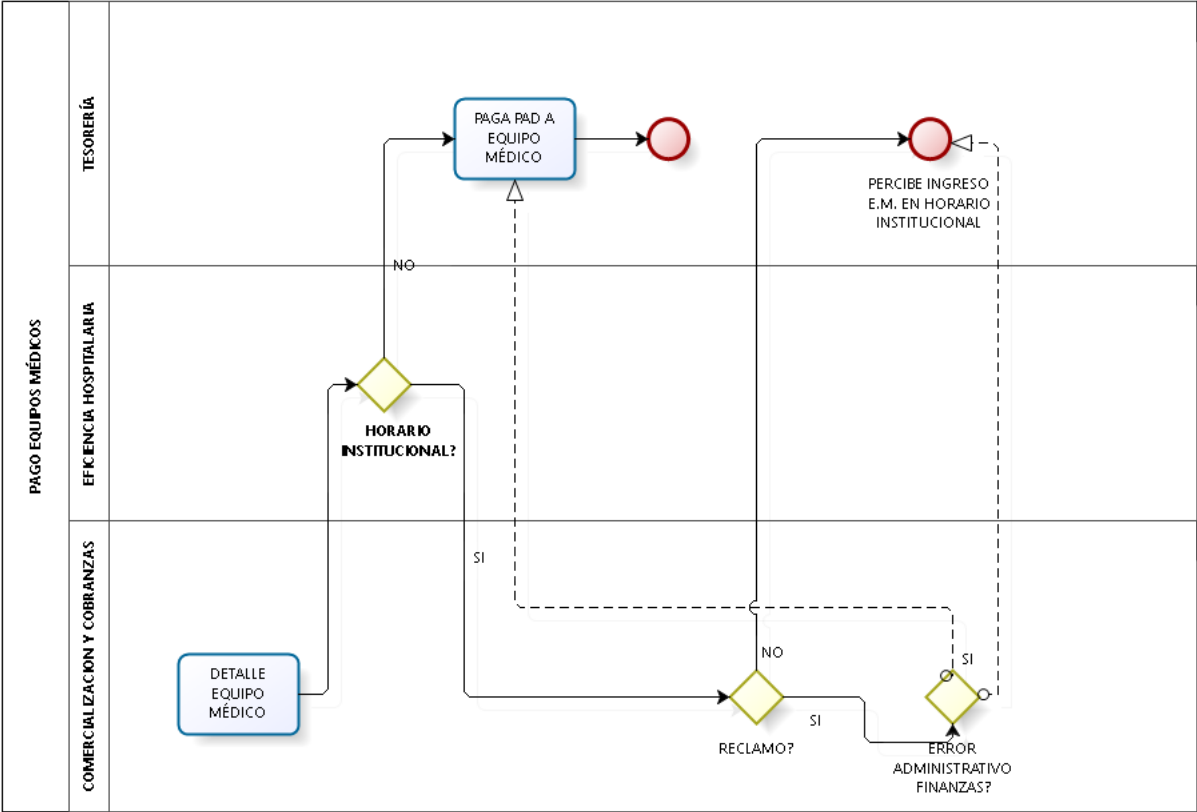 PAGO EQUIPOS MÉDICOS
TESORERÍA
PAGA PAD A
EQUIPO
MÉDICO
PERCIBE INGRESO
E.M. EN HORARIO
INSTITUCIONAL
NO
EFICIENCIA HOSPITALARIA
HORARIO
INSTITUCIONAL?
COMERCIALIZACION Y COBRANZAS
SI
DETALLE
EQUIPO
MÉDICO
NO
RECLAMO?
SI
SI
ERROR
ADMINISTRATIVO
FINANZAS?